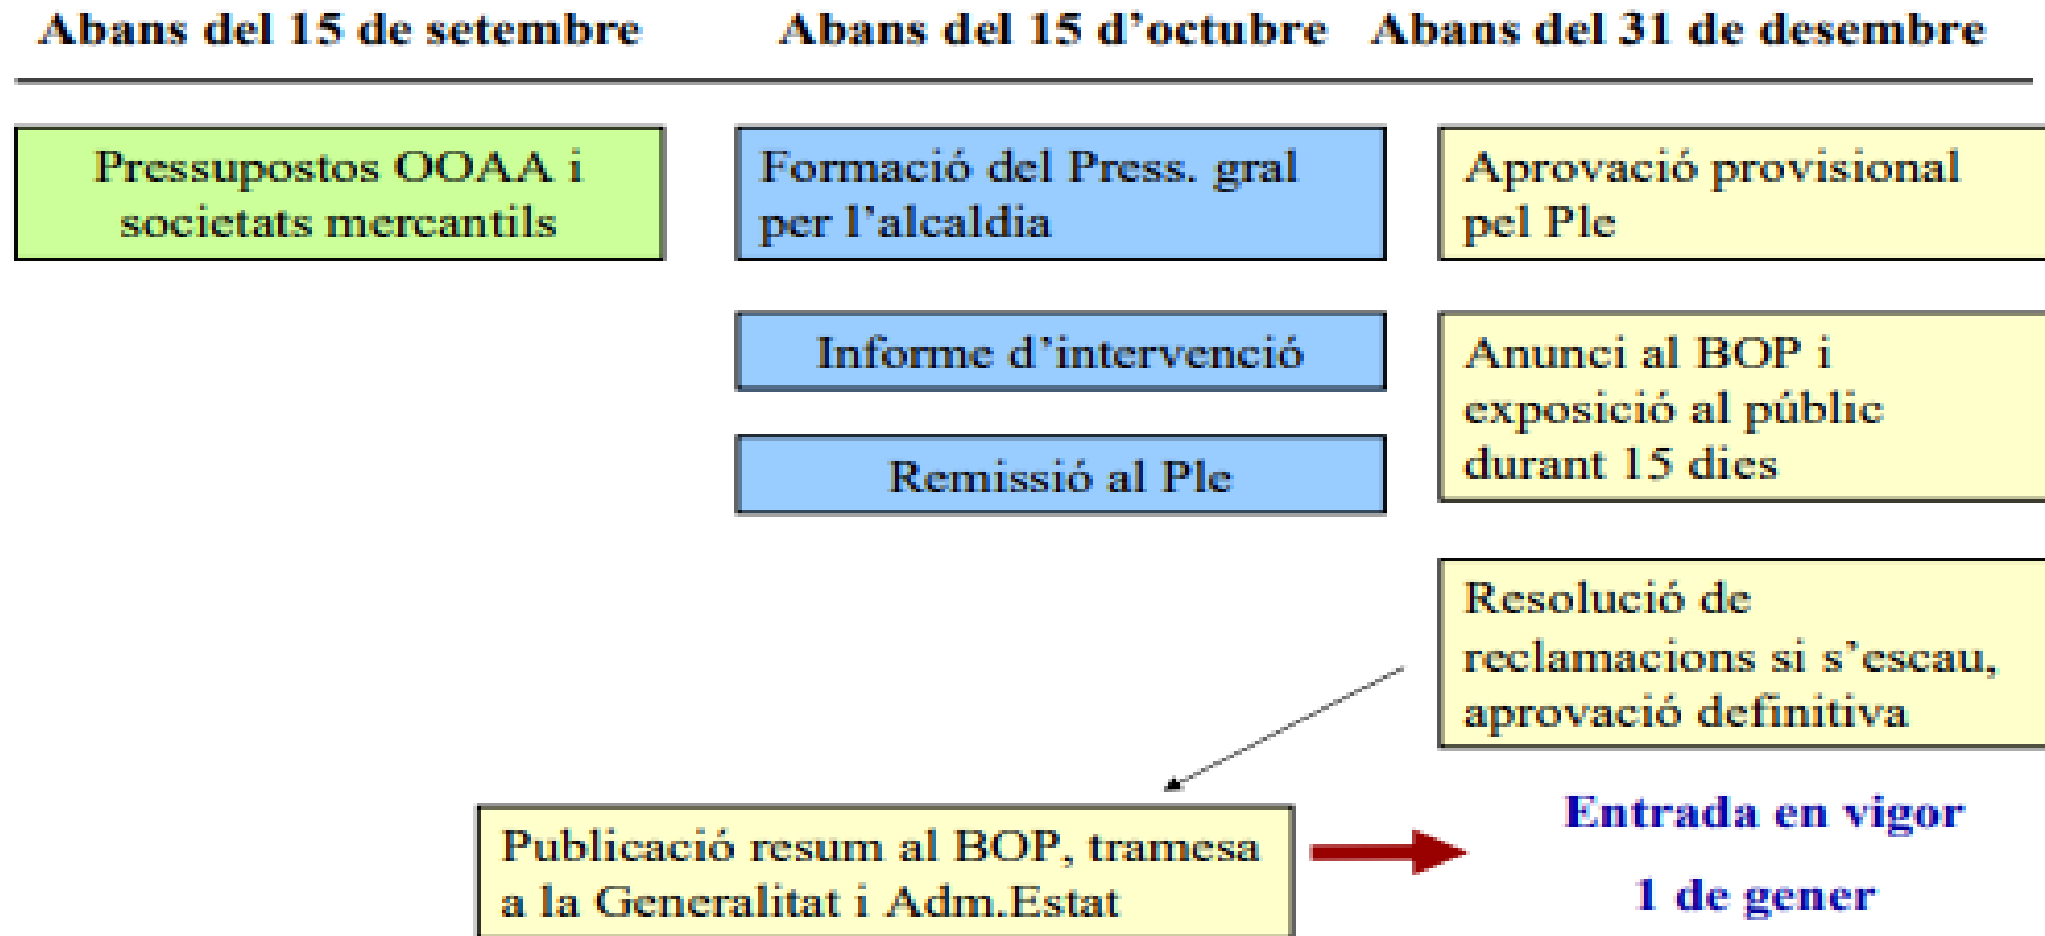 Abans del 15 de setembre
Abans del 15 d’octubre
Abans del 31 de desembre
Pressupostos OOAA i
societats mercantils
Formació del Press. gral
per l’alcaldia
Informe d’intervenció
Remissió al Ple
Aprovació provisional
pel Ple
Anunci al BOP i
exposició al públic
durant 15 dies
Resolució de
reclamacions si s’escau,
aprovació definitiva
Publicació resum al BOP, tramesa
a la Generalitat i Adm.Estat
Entrada en vigor
1 de gener